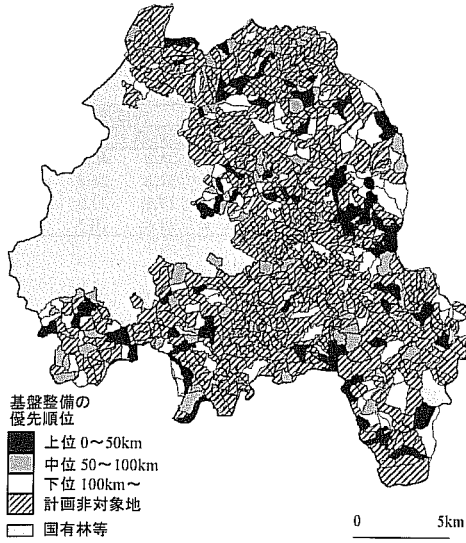 基盤整備の
優先順位
上位 0～50km
中位 50～100km
下位 100km～
計画非対象地
国有林等
0 5km